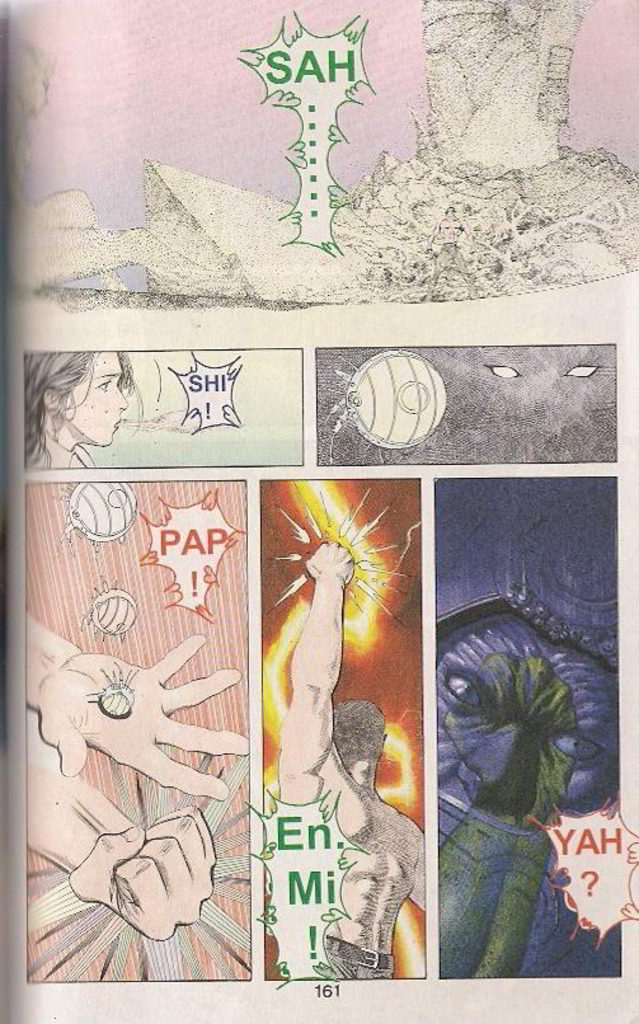 SAH
.......
SHI
!
PAP
!
En.
Mi
!
YAH
?
161